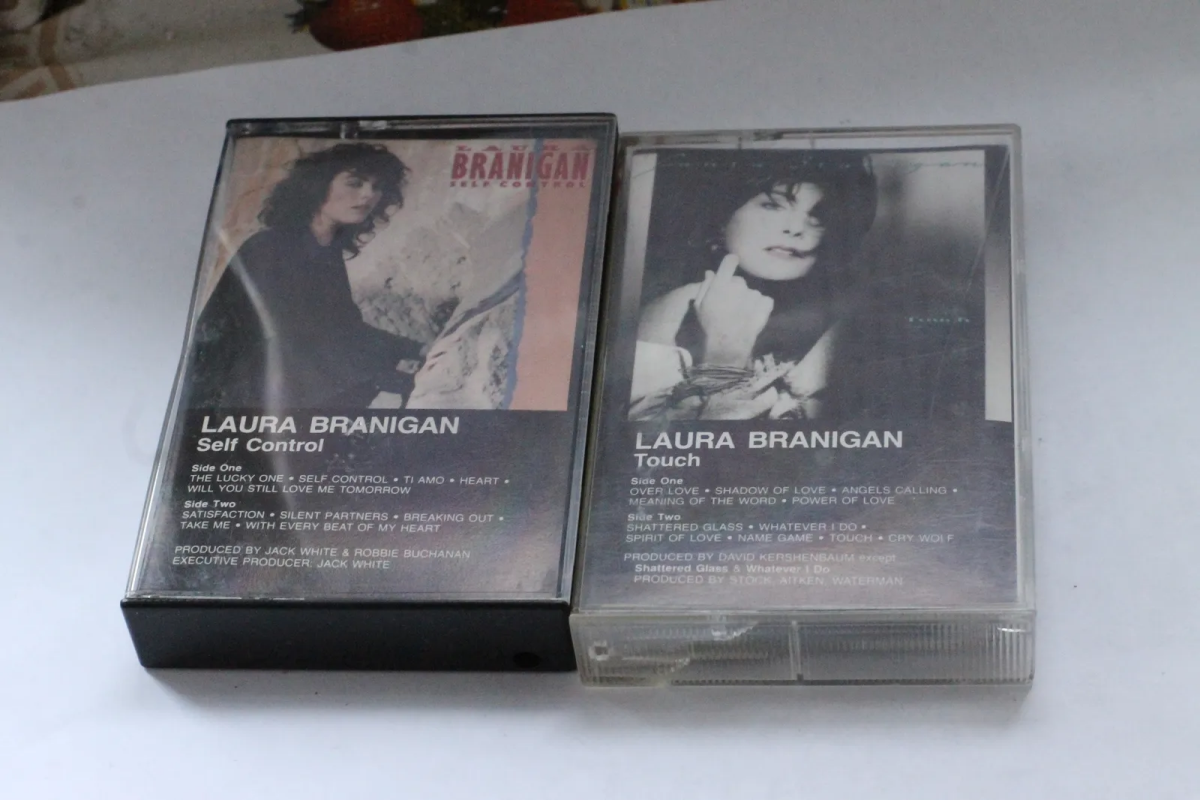 LAURA
BRANIGAN
SELF CONTROL
LAURA BRANIGAN
Self Control
Side One
THE LUCKY ONE • SELF CONTROL • TI AMO • HEART •
WILL YOU STILL LOVE ME TOMORROW
Side Two
SATISFACTION • SILENT PARTNERS • BREAKING OUT •
TAKE ME • WITH EVERY BEAT OF MY HEART
PRODUCED BY JACK WHITE & ROBBIE BUCHANAN
EXECUTIVE PRODUCER: JACK WHITE
Laura Branigan
Touch
LAURA BRANIGAN
Touch
Side One
OVER LOVE • SHADOW OF LOVE • ANGELS CALLING •
MEANING OF THE WORD • POWER OF LOVE
Side Two
SHATTERED GLASS • WHATEVER I DO •
SPIRIT OF LOVE • NAME GAME • TOUCH • CRY WOLF
PRODUCED BY DAVID KERSHENBAUM except
Shattered Glass & Whatever I Do
PRODUCED BY STOCK, AITKEN, WATERMAN